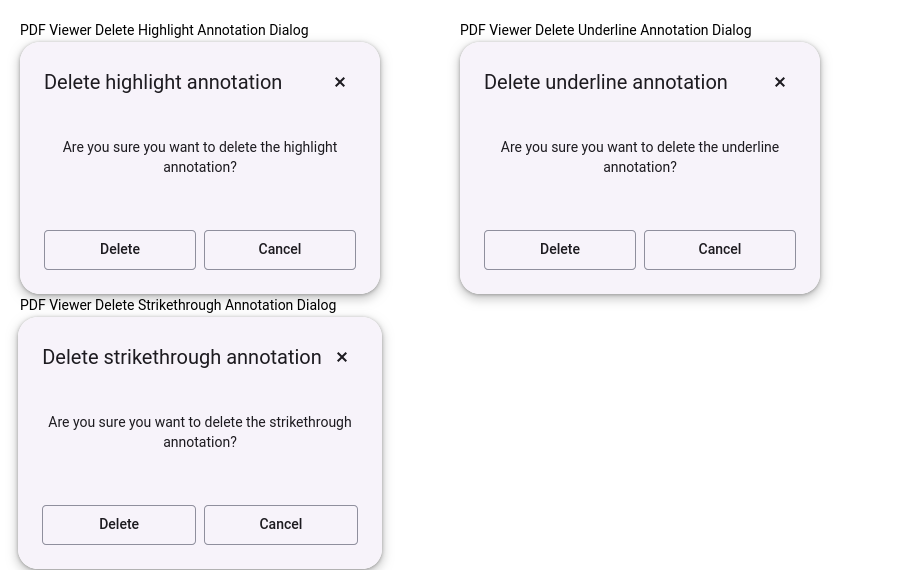 PDF Viewer Delete Highlight Annotation Dialog
Delete highlight annotation
Are you sure you want to delete the highlight
annotation?
Delete
Cancel
PDF Viewer Delete Underline Annotation Dialog
Delete underline annotation
Are you sure you want to delete the underline
annotation?
Delete
Cancel
PDF Viewer Delete Strikethrough Annotation Dialog
Delete strikethrough annotation
Are you sure you want to delete the strikethrough
annotation?
Delete
Cancel